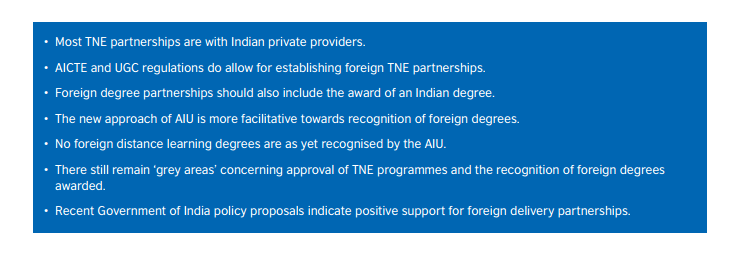 • Most TNE partnerships are with Indian private providers.
• AICTE and UGC regulations do allow for establishing foreign TNE partnerships.
• Foreign degree partnerships should also include the award of an Indian degree.
• The new approach of AIU is more facilitative towards recognition of foreign degrees.
• No foreign distance learning degrees are as yet recognised by the AIU.
• There still remain ‘grey areas’ concerning approval of TNE programmes and the recognition of foreign degrees
awarded.
• Recent Government of India policy proposals indicate positive support for foreign delivery partnerships.